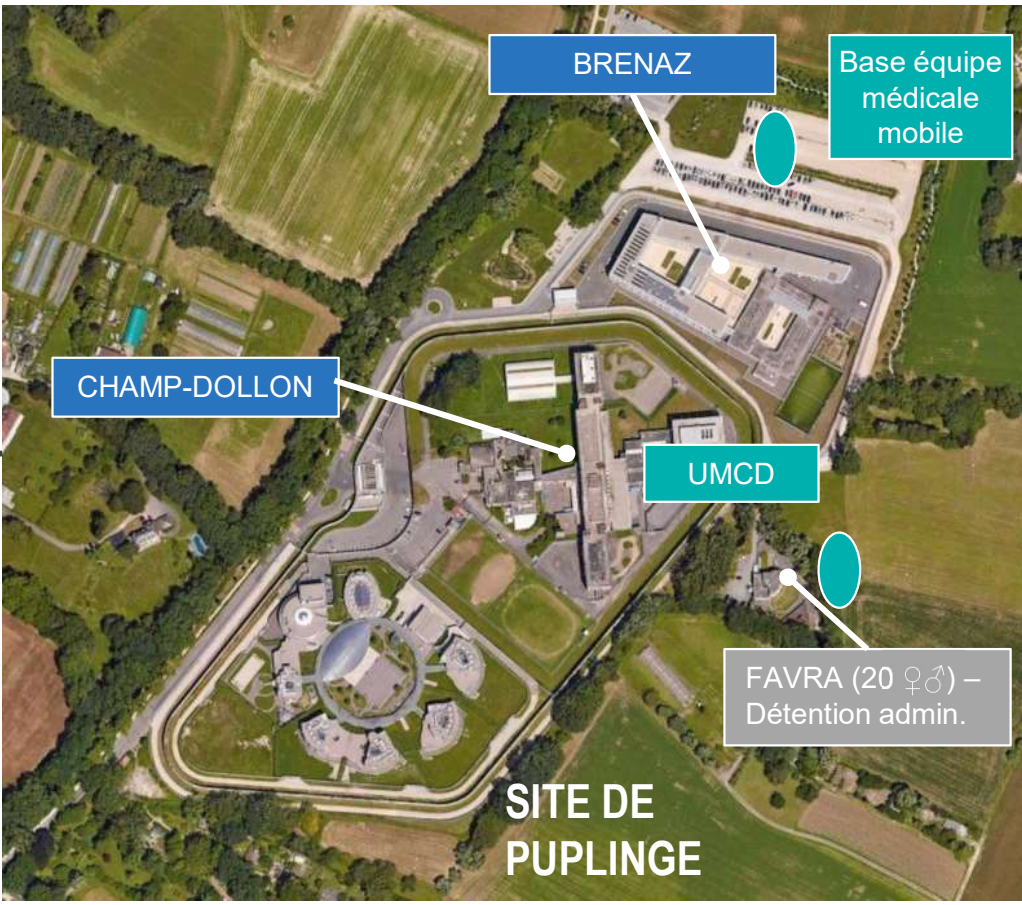 BRENAZ
Base équipe
médicale
mobile
CHAMP-DOLLON
UMCD
FAVRA (20 ♀♂) –
Détention admin.
SITE DE
PUPLINGE